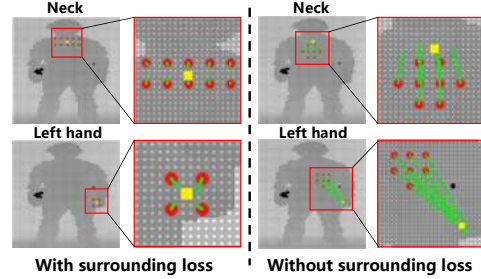 Neck
Neck
Left hand
Left hand
With surrounding loss
Without surrounding loss